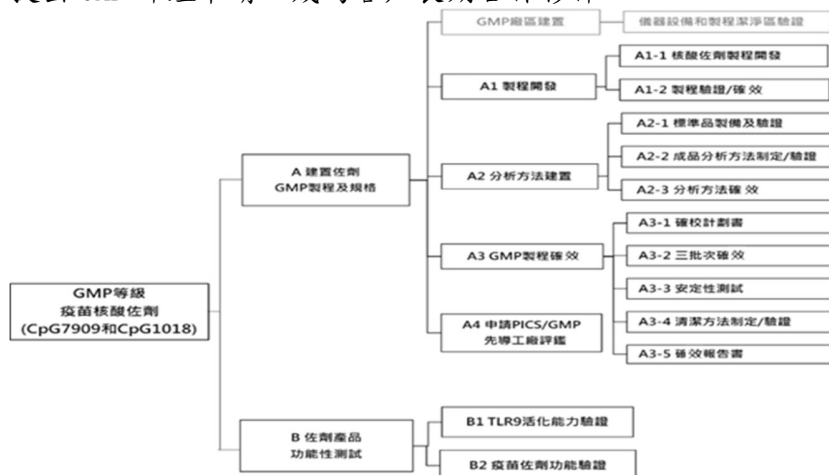 GMP廠區建置
儀器設備和製程潔淨區驗證
A1-1 核酸佐劑製程開發
A1 製程開發
A1-2 製程驗證/確效
A2-1 標準品製備及驗證
A 建置佐劑
GMP製程及規格
A2 分析方法建置
A2-2 成品分析方法制定/驗證
A2-3 分析方法確效
A3-1 確校計劃書
A3 GMP製程確效
A3-2 三批次確效
GMP等級
疫苗核酸佐劑
(CpG7909和CpG1018)
A3-3 安定性測試
A4 申請PICS/GMP
先導工廠評鑑
A3-4 清潔方法制定/驗證
A3-5 確效報告書
B 佐劑產品
功能性測試
B1 TLR9活化能力驗證
B2 疫苗佐劑功能驗證